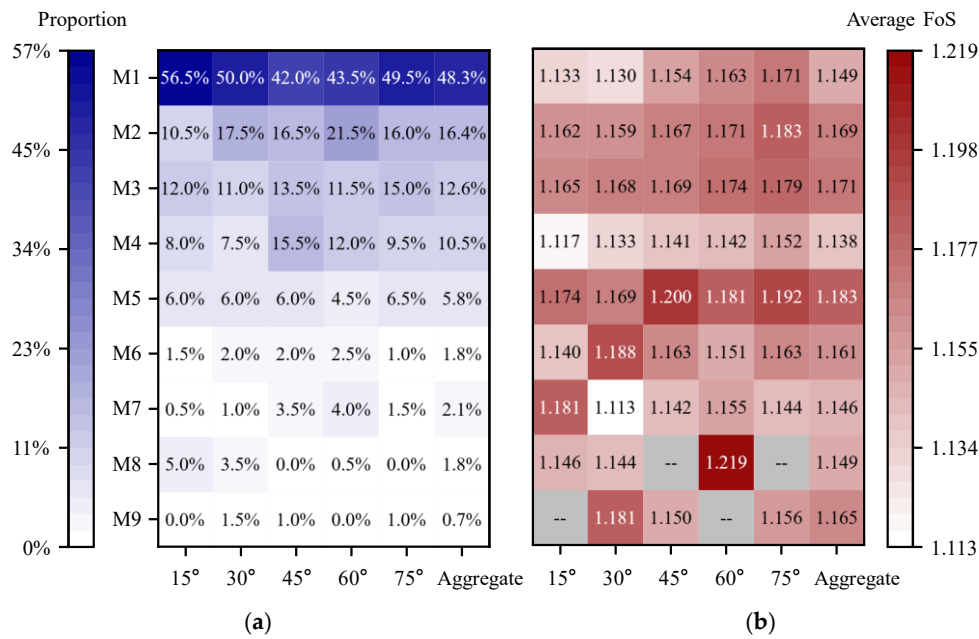 Proportion
Average FoS
57%
45%
34%
23%
11%
0%
M1 56.5% 50.0% 42.0% 43.5% 49.5% 48.3%
M2 10.5% 17.5% 16.5% 21.5% 16.0% 16.4%
M3 12.0% 11.0% 13.5% 11.5% 15.0% 12.6%
M4 8.0% 7.5% 15.5% 12.0% 9.5% 10.5%
M5 6.0% 6.0% 6.0% 4.5% 6.5% 5.8%
M6 1.5% 2.0% 2.0% 2.5% 1.0% 1.8%
M7 0.5% 1.0% 3.5% 4.0% 1.5% 2.1%
M8 5.0% 3.5% 0.0% 0.5% 0.0% 1.8%
M9 0.0% 1.5% 1.0% 0.0% 1.0% 0.7%
15° 30° 45° 60° 75° Aggregate
(a)
1.133 1.130 1.154 1.163 1.171 1.149
1.162 1.159 1.167 1.171 1.183 1.169
1.165 1.168 1.169 1.174 1.179 1.171
1.117 1.133 1.141 1.142 1.152 1.138
1.174 1.169 1.200 1.181 1.192 1.183
1.140 1.188 1.163 1.151 1.163 1.161
1.181 1.113 1.142 1.155 1.144 1.146
1.146 1.144 -- 1.219 -- 1.149
-- 1.181 1.150 -- 1.156 1.165
15° 30° 45° 60° 75° Aggregate
(b)
1.219
1.198
1.177
1.155
1.134
1.113